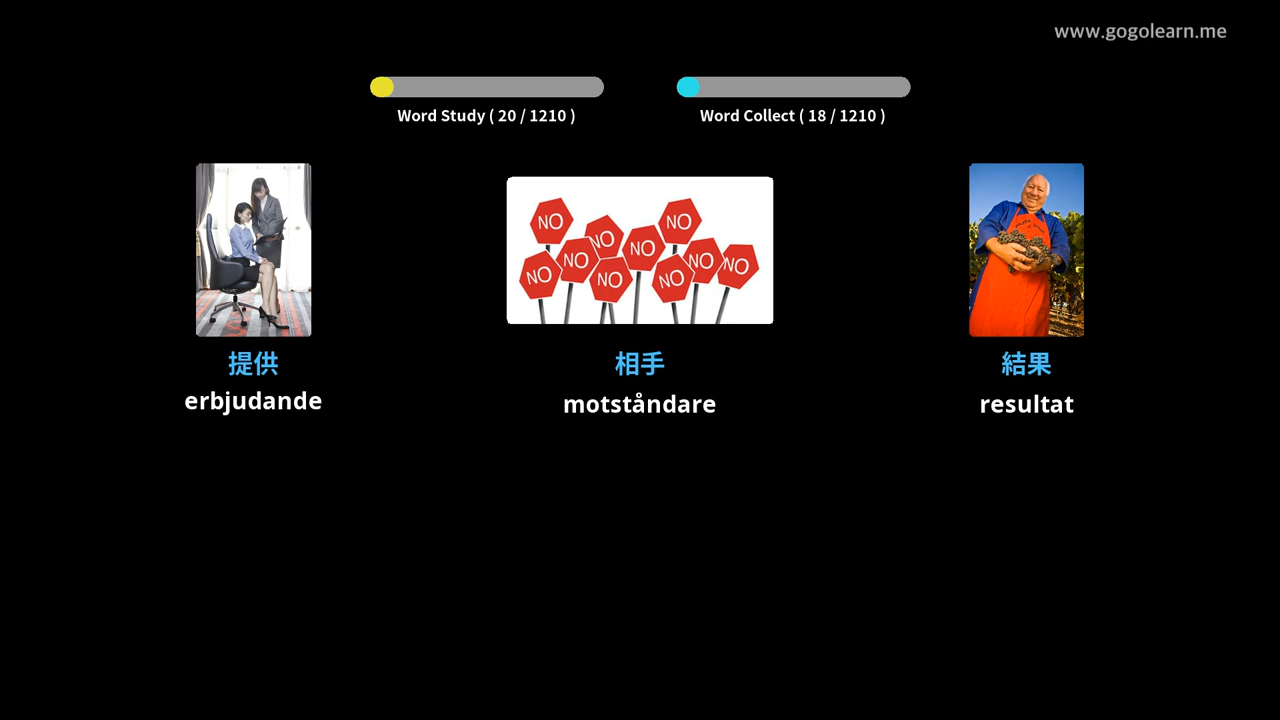 www.gogolearn.me
Word Study ( 20 / 1210 )
Word Collect ( 18 / 1210 )
NO
NO
NO
NO
NO
NO
NO
NO
NO
NO
提供
相手
結果
erbjudande
motståndare
resultat